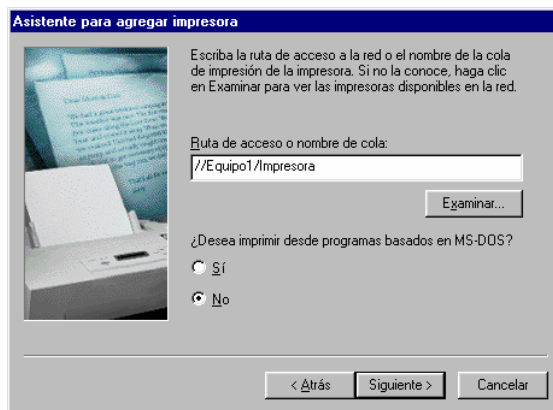 Asistente para agregar impresora
Escriba la ruta de acceso a la red o el nombre de la cola
de impresión de la impresora. Si no la conoce, haga clic
en Examinar para ver las impresoras disponibles en la red.
Ruta de acceso o nombre de cola:
//Equipo1/Impresora
Examinar...
¿Desea imprimir desde programas basados en MS-DOS?
Sí
No
< Atrás Siguiente > Cancelar